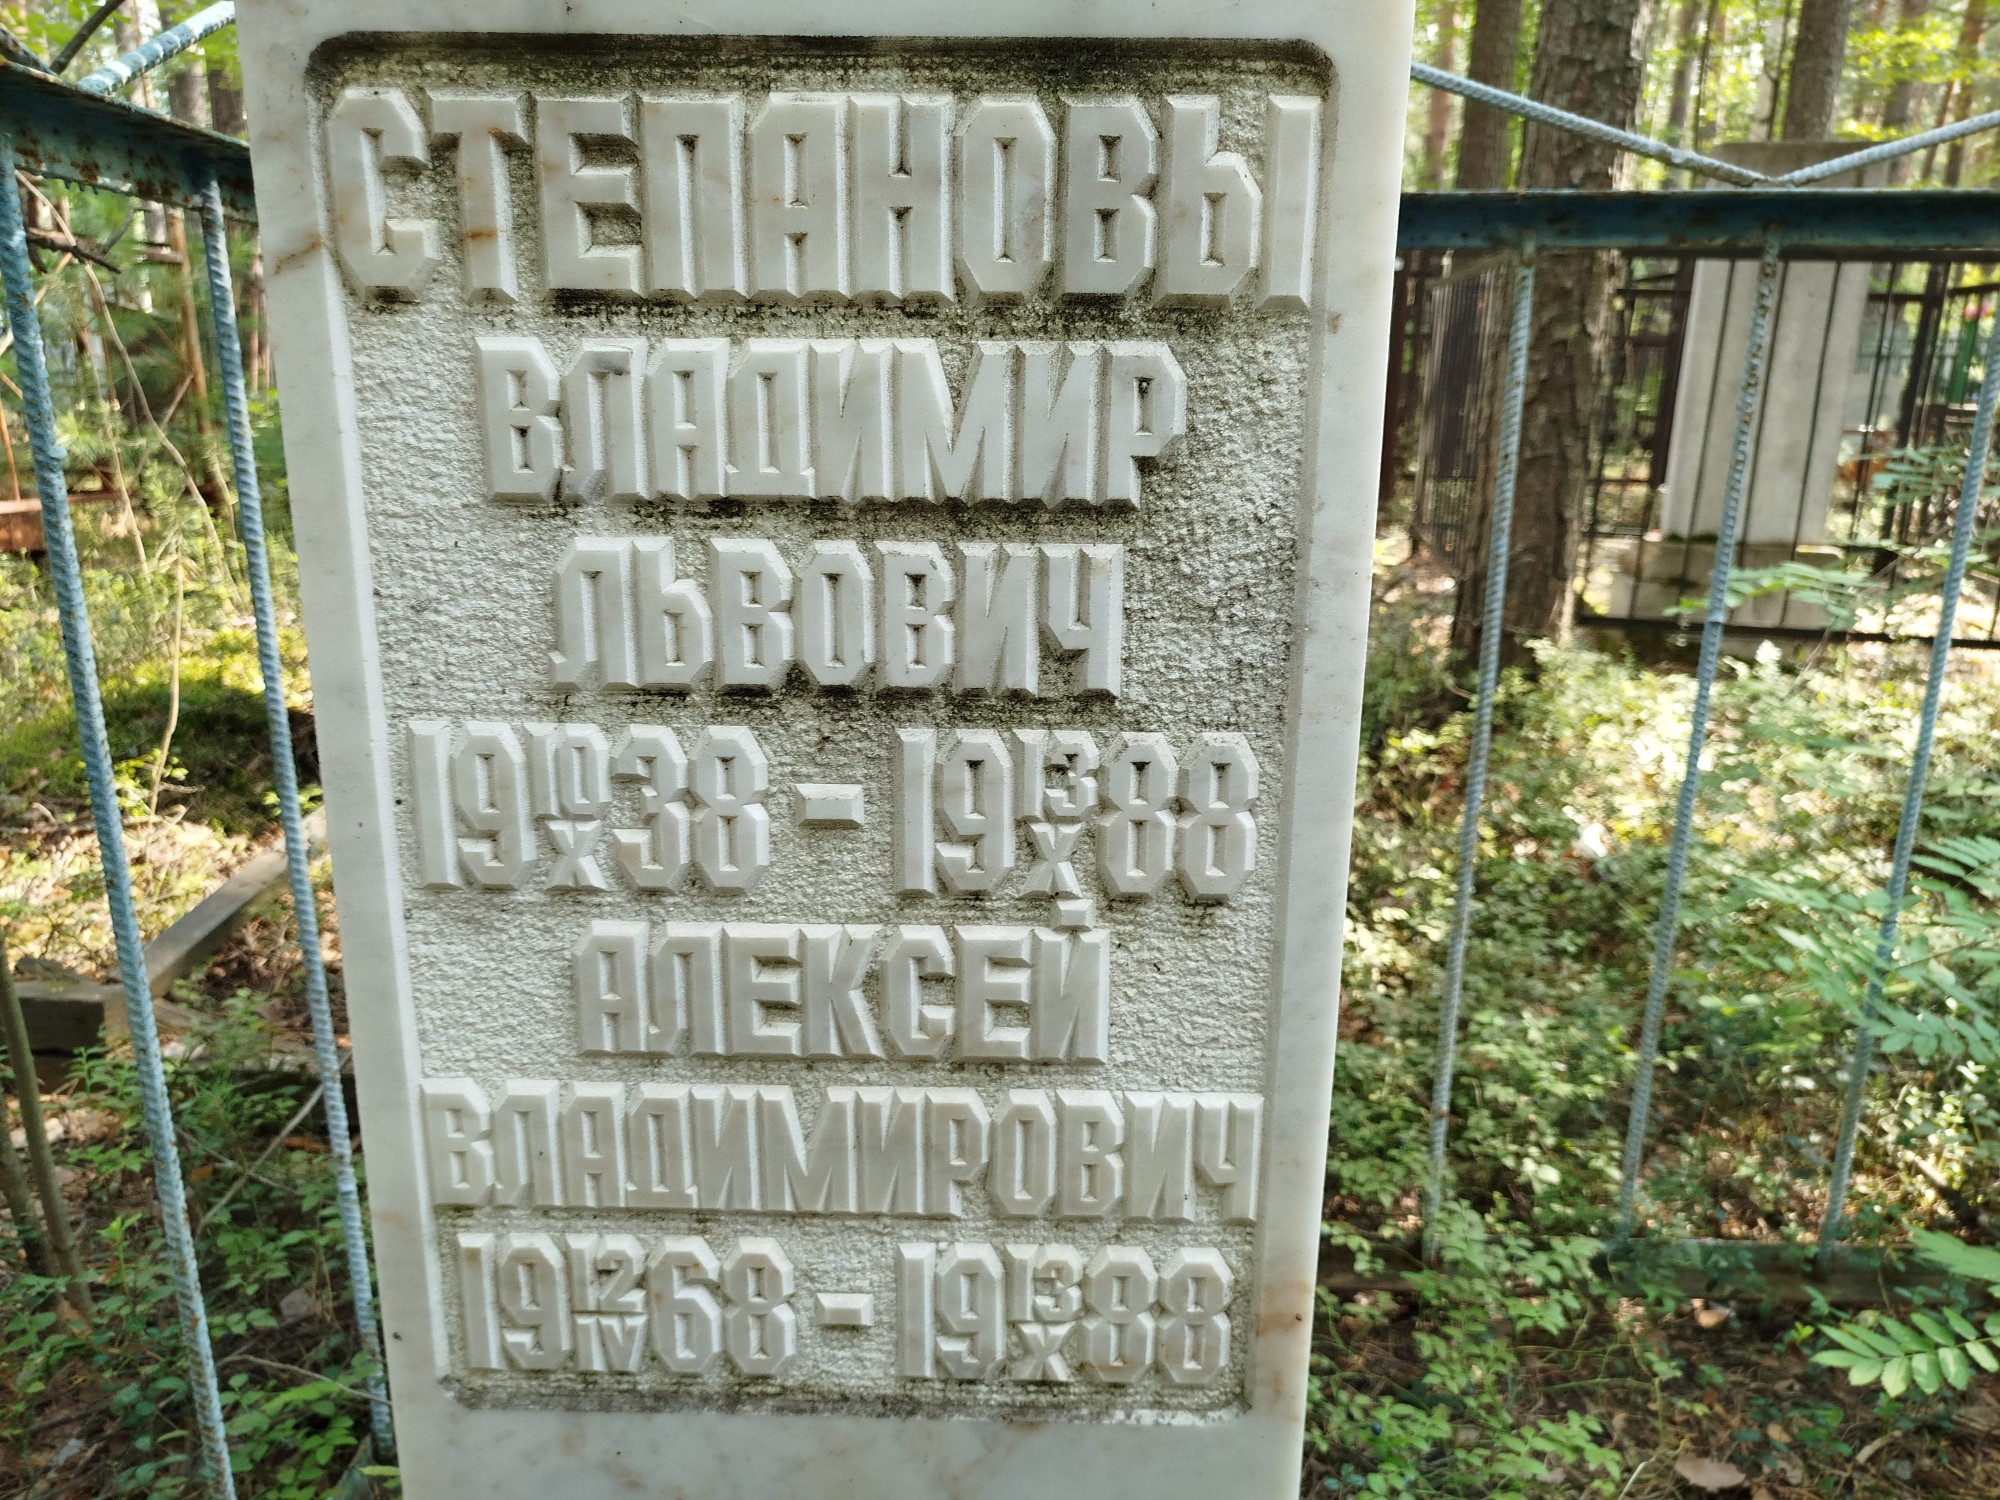 СТЕПАНОВЫ
ВЛАДИМИР
ЛЬВОВИЧ
19 10/X 38 - 19 13/X 88
АЛЕКСЕЙ
ВЛАДИМИРОВИЧ
19 12/IV 68 - 19 13/X 88